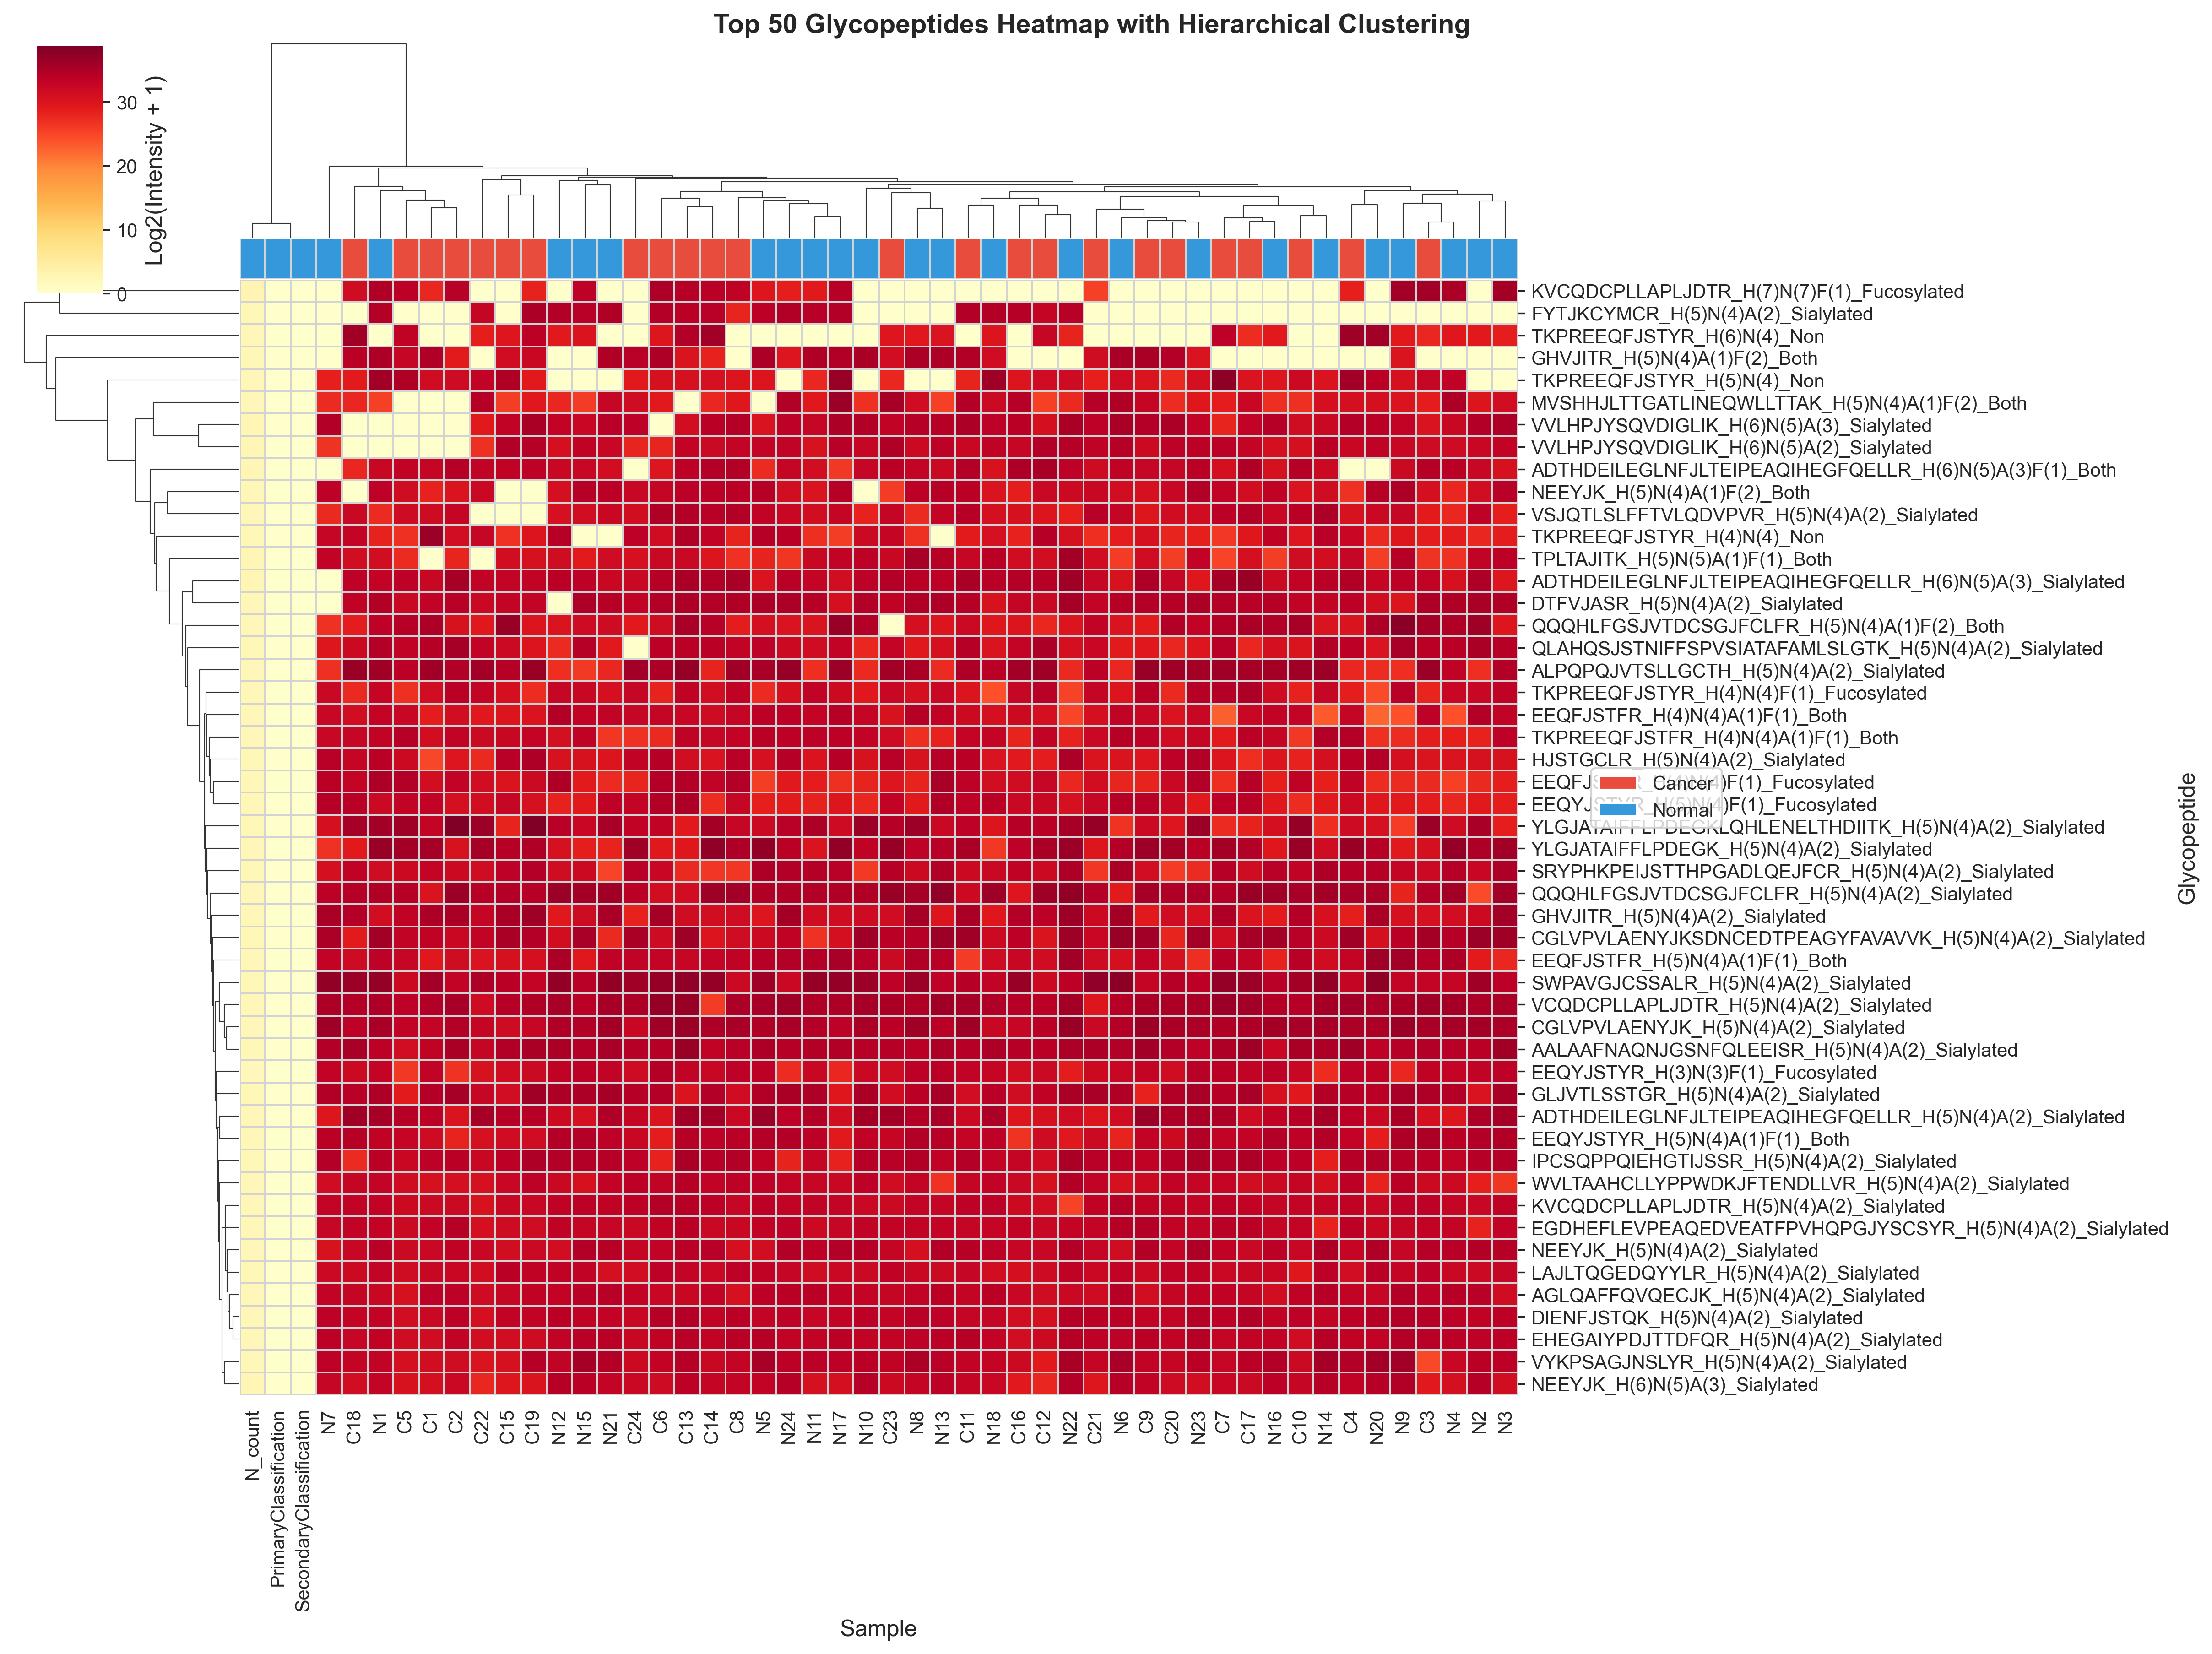 Top 50 Glycopeptides Heatmap with Hierarchical Clustering
30
20
10
0
Log2(Intensity + 1)
KVCQDCPLLAPLJDTR_H(7)N(7)F(1)_Fucosylated
FYTJKCYMCR_H(5)N(4)A(2)_Sialylated
TKPREEQFJSTYR_H(6)N(4)_Non
GHVJITR_H(5)N(4)A(1)F(2)_Both
TKPREEQFJSTYR_H(5)N(4)_Non
MVSHHJLTTGATLINEQWLLTTAK_H(5)N(4)A(1)F(2)_Both
VVLHPJYSQVDIGLIK_H(6)N(5)A(3)_Sialylated
VVLHPJYSQVDIGLIK_H(6)N(5)A(2)_Sialylated
ADTHDEILEGLNFJLTEIPEAQIHEGFQELLR_H(6)N(5)A(3)F(1)_Both
NEEYJK_H(5)N(4)A(1)F(2)_Both
VSJQTLSLFFTVLQDVPVR_H(5)N(4)A(2)_Sialylated
TKPREEQFJSTYR_H(4)N(4)_Non
TPLTAJITK_H(5)N(5)A(1)F(1)_Both
ADTHDEILEGLNFJLTEIPEAQIHEGFQELLR_H(6)N(5)A(3)_Sialylated
DTFVJASR_H(5)N(4)A(2)_Sialylated
QQQHLFGSJVTDCSGJFCLFR_H(5)N(4)A(1)F(2)_Both
QLAHQSJSTNIFFSPVSIATAFAMLSLGTK_H(5)N(4)A(2)_Sialylated
ALPQPQJVTSLLGCTH_H(5)N(4)A(2)_Sialylated
TKPREEQFJSTYR_H(4)N(4)F(1)_Fucosylated
EEQFJSTFR_H(4)N(4)A(1)F(1)_Both
TKPREEQFJSTFR_H(4)N(4)A(1)F(1)_Both
HJSTGCLR_H(5)N(4)A(2)_Sialylated
F(1)_Fucosylated
Cancer
EEQYJSTYR_H(5)N(4)F(1)_Fucosylated
Normal
YLGJATAIFFLPDEGKLQHLENELTHDIITK_H(5)N(4)A(2)_Sialylated
YLGJATAIFFLPDEGK_H(5)N(4)A(2)_Sialylated
SRYPHKPEIJSTTHPGADLQEJFCR_H(5)N(4)A(2)_Sialylated
QQQHLFGSJVTDCSGJFCLFR_H(5)N(4)A(2)_Sialylated
GHVJITR_H(5)N(4)A(2)_Sialylated
CGLVPVLAENYJKSDNCEDTPEAGYFAVAVVK_H(5)N(4)A(2)_Sialylated
EEQFJSTFR_H(5)N(4)A(1)F(1)_Both
SWPAVGJCSSALR_H(5)N(4)A(2)_Sialylated
VCQDCPLLAPLJDTR_H(5)N(4)A(2)_Sialylated
CGLVPVLAENYJK_H(5)N(4)A(2)_Sialylated
AALAAFNAQNJGSNFQLEEISR_H(5)N(4)A(2)_Sialylated
EEQYJSTYR_H(3)N(3)F(1)_Fucosylated
GLJVTLSSTGR_H(5)N(4)A(2)_Sialylated
ADTHDEILEGLNFJLTEIPEAQIHEGFQELLR_H(5)N(4)A(2)_Sialylated
EEQYJSTYR_H(5)N(4)A(1)F(1)_Both
IPCSQPPQIEHGTIJSSR_H(5)N(4)A(2)_Sialylated
WVLTAAHCLLYPPWDKJFTENDLLVR_H(5)N(4)A(2)_Sialylated
KVCQDCPLLAPLJDTR_H(5)N(4)A(2)_Sialylated
EGDHEFLEVPEAQEDVEATFPVHQPGJYSCSYR_H(5)N(4)A(2)_Sialylated
NEEYJK_H(5)N(4)A(2)_Sialylated
LAJLTQGEDQYYLR_H(5)N(4)A(2)_Sialylated
AGLQAFFQVQECJK_H(5)N(4)A(2)_Sialylated
DIENFJSTQK_H(5)N(4)A(2)_Sialylated
EHEGAIYPDJTTDFQR_H(5)N(4)A(2)_Sialylated
VYKPSAGJNSLYR_H(5)N(4)A(2)_Sialylated
NEEYJK_H(6)N(5)A(3)_Sialylated
Glycopeptide
N_count
PrimaryClassification
SecondaryClassification
N7
C18
N1
C5
C1
C2
C22
C15
C19
N12
N15
N21
C24
C6
C13
C14
C8
N5
N24
N11
N17
N10
C23
N8
N13
C11
N18
C16
C12
N22
C21
N6
C9
C20
N23
C7
C17
N16
C10
N14
C4
N20
N9
C3
N4
N2
N3
Sample